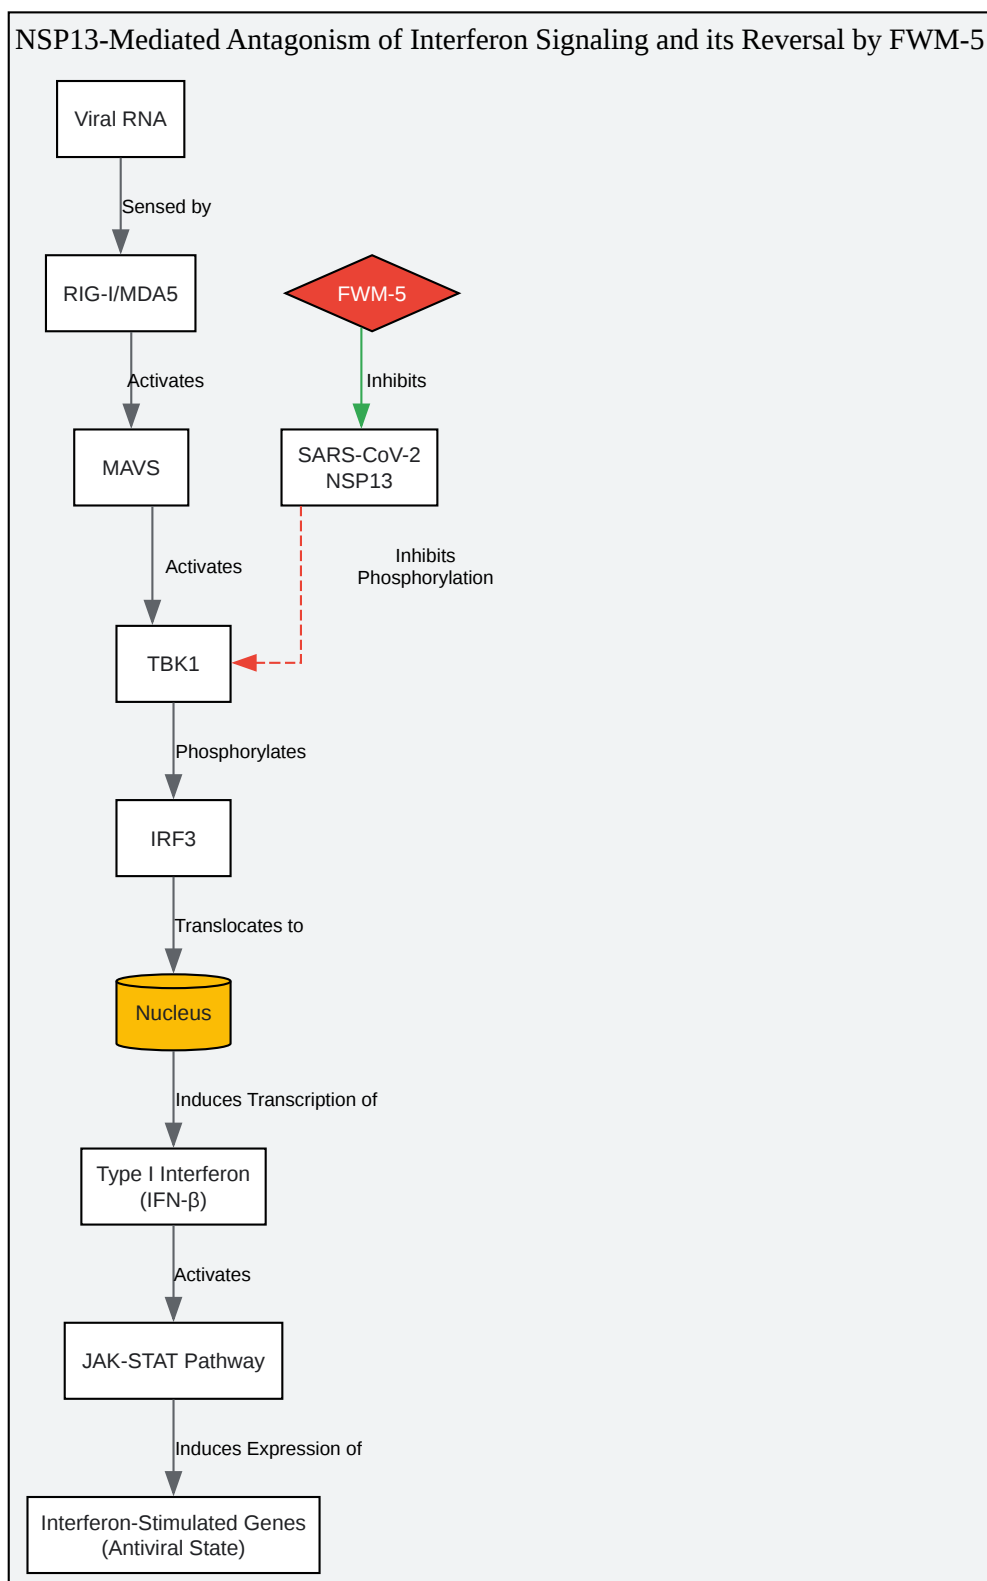 NSP13-Mediated Antagonism of Interferon Signaling and its Reversal by FWM-5
Viral RNA
Sensed by
RIG-I/MDA5
FWM-5
Activates
Inhibits
MAVS
SARS-CoV-2
NSP13
Activates
Inhibits
Phosphorylation
TBK1
Phosphorylates
IRF3
Translocates to
Nucleus
Induces Transcription of
Type I Interferon
(IFN-β)
Activates
JAK-STAT Pathway
Induces Expression of
Interferon-Stimulated Genes
(Antiviral State)